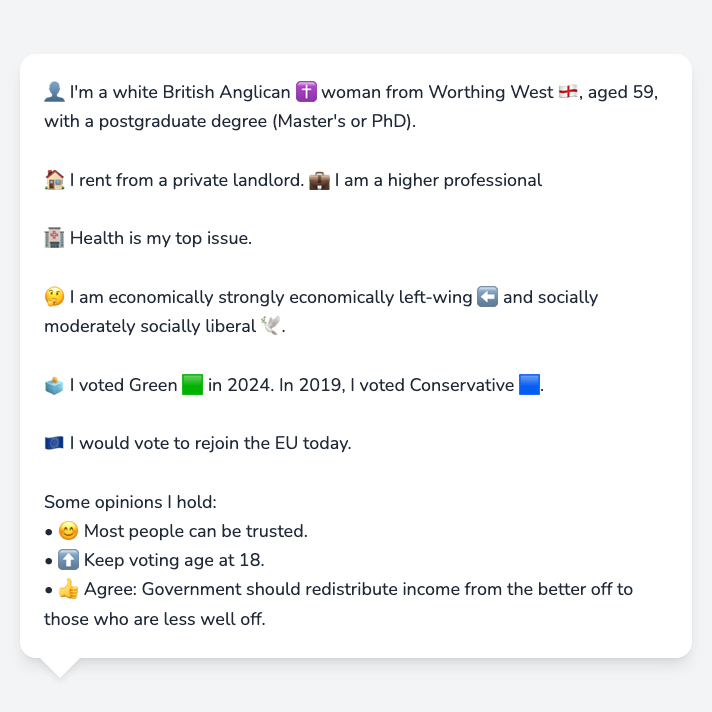 👤 I'm a white British Anglican ✝️ woman from Worthing West 🏴󠁧󠁢󠁥󠁮󠁧󠁿, aged 59,
with a postgraduate degree (Master's or PhD).
🏠 I rent from a private landlord. 💼 I am a higher professional
🏥 Health is my top issue.
🤔 I am economically strongly economically left-wing ⬅️ and socially
moderately socially liberal 🕊️.
🗳️ I voted Green 🟩 in 2024. In 2019, I voted Conservative 🟦.
🇪🇺 I would vote to rejoin the EU today.
Some opinions I hold:
• 😊 Most people can be trusted.
• ⬆️ Keep voting age at 18.
• 👍 Agree: Government should redistribute income from the better off to
those who are less well off.